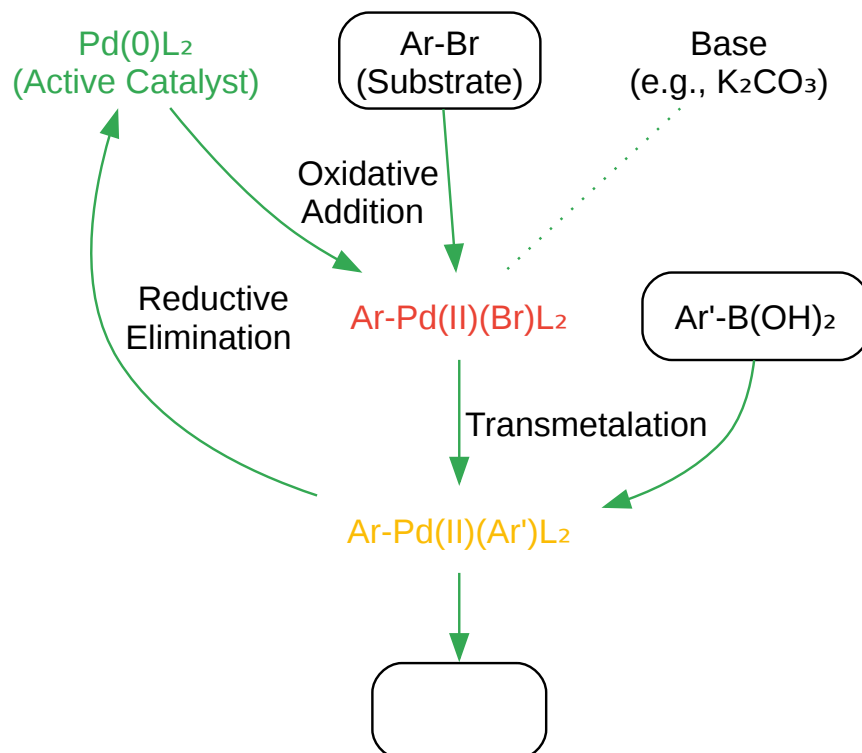 Pd(0)L₂
(Active Catalyst)
Ar-Br
(Substrate)
Base
(e.g., K₂CO₃)
Oxidative
Addition
Reductive
Elimination
Ar-Pd(II)(Br)L₂
Ar'-B(OH)₂
Transmetalation
Ar-Pd(II)(Ar')L₂